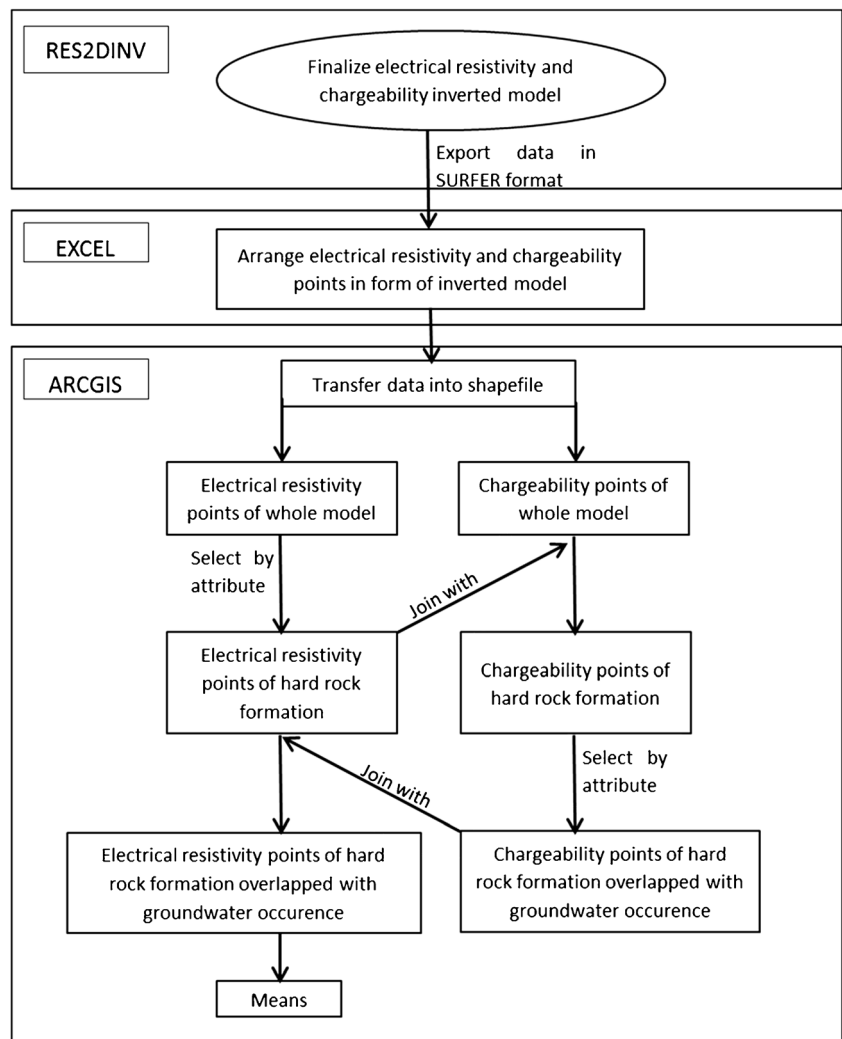 RES2DINV
Finalize electrical resistivity and
chargeability inverted model
Export data in
SURFER format
EXCEL
Arrange electrical resistivity and chargeability
points in form of inverted model
ARCGIS
Transfer data into shapefile
Electrical resistivity
points of whole model
Chargeability points of
whole model
Select by
attribute
Join with
Electrical resistivity
points of hard rock
formation
Chargeability points of
hard rock formation
Join with
Select by
attribute
Electrical resistivity points of hard
rock formation overlapped with
groundwater occurence
Chargeability points of hard
rock formation overlapped with
groundwater occurence
Means